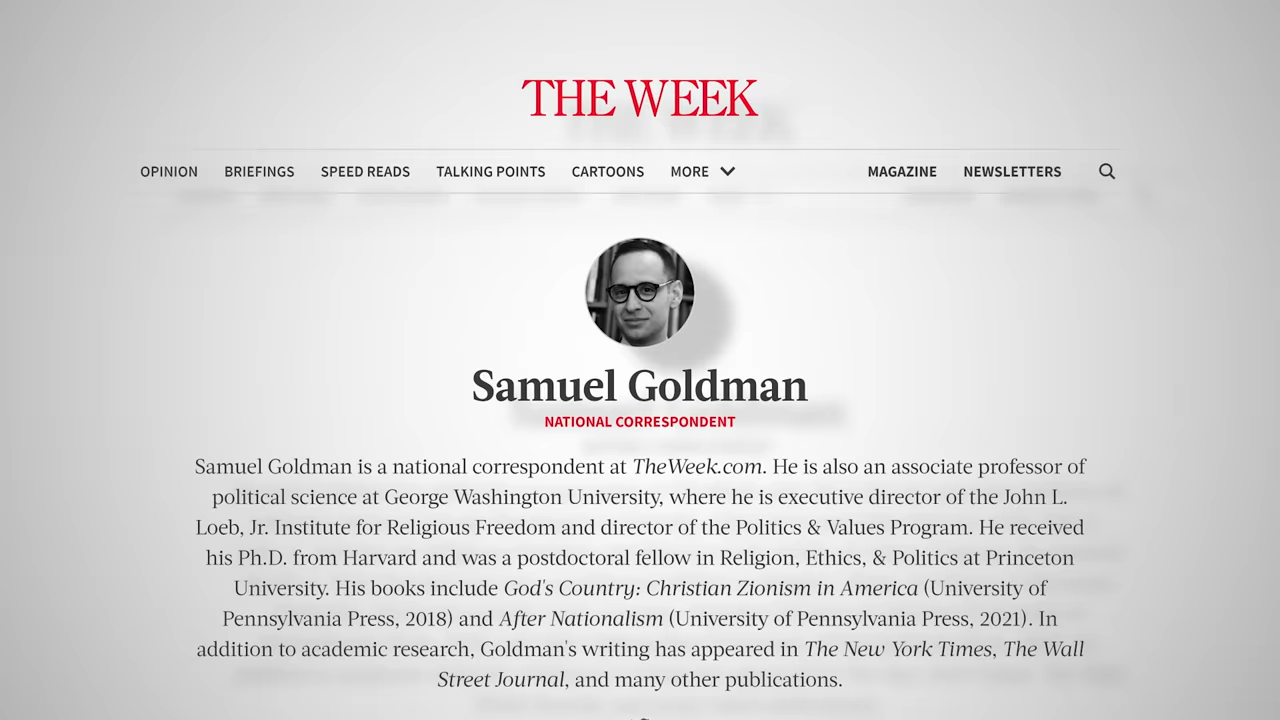 THE WEEK
OPINION BRIEFINGS SPEED READS TALKING POINTS CARTOONS MORE MAGAZINE NEWSLETTERS
Samuel Goldman
NATIONAL CORRESPONDENT
Samuel Goldman is a national correspondent at TheWeek.com. He is also an associate professor of
political science at George Washington University, where he is executive director of the John L.
Loeb, Jr. Institute for Religious Freedom and director of the Politics & Values Program. He received
his Ph.D. from Harvard and was a postdoctoral fellow in Religion, Ethics, & Politics at Princeton
University. His books include God's Country: Christian Zionism in America (University of
Pennsylvania Press, 2018) and After Nationalism (University of Pennsylvania Press, 2021). In
addition to academic research, Goldman's writing has appeared in The New York Times, The Wall
Street Journal, and many other publications.